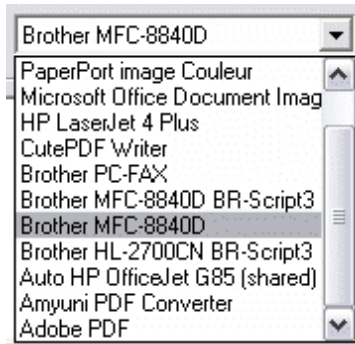 Brother MFC-8840D
PaperPort image Couleur
Microsoft Office Document Imag
HP LaserJet 4 Plus
CutePDF Writer
Brother PC-FAX
Brother MFC-8840D BR-Script3
Brother MFC-8840D
Brother HL-2700CN BR-Script3
Auto HP OfficeJet G85 (shared)
Amyuni PDF Converter
Adobe PDF